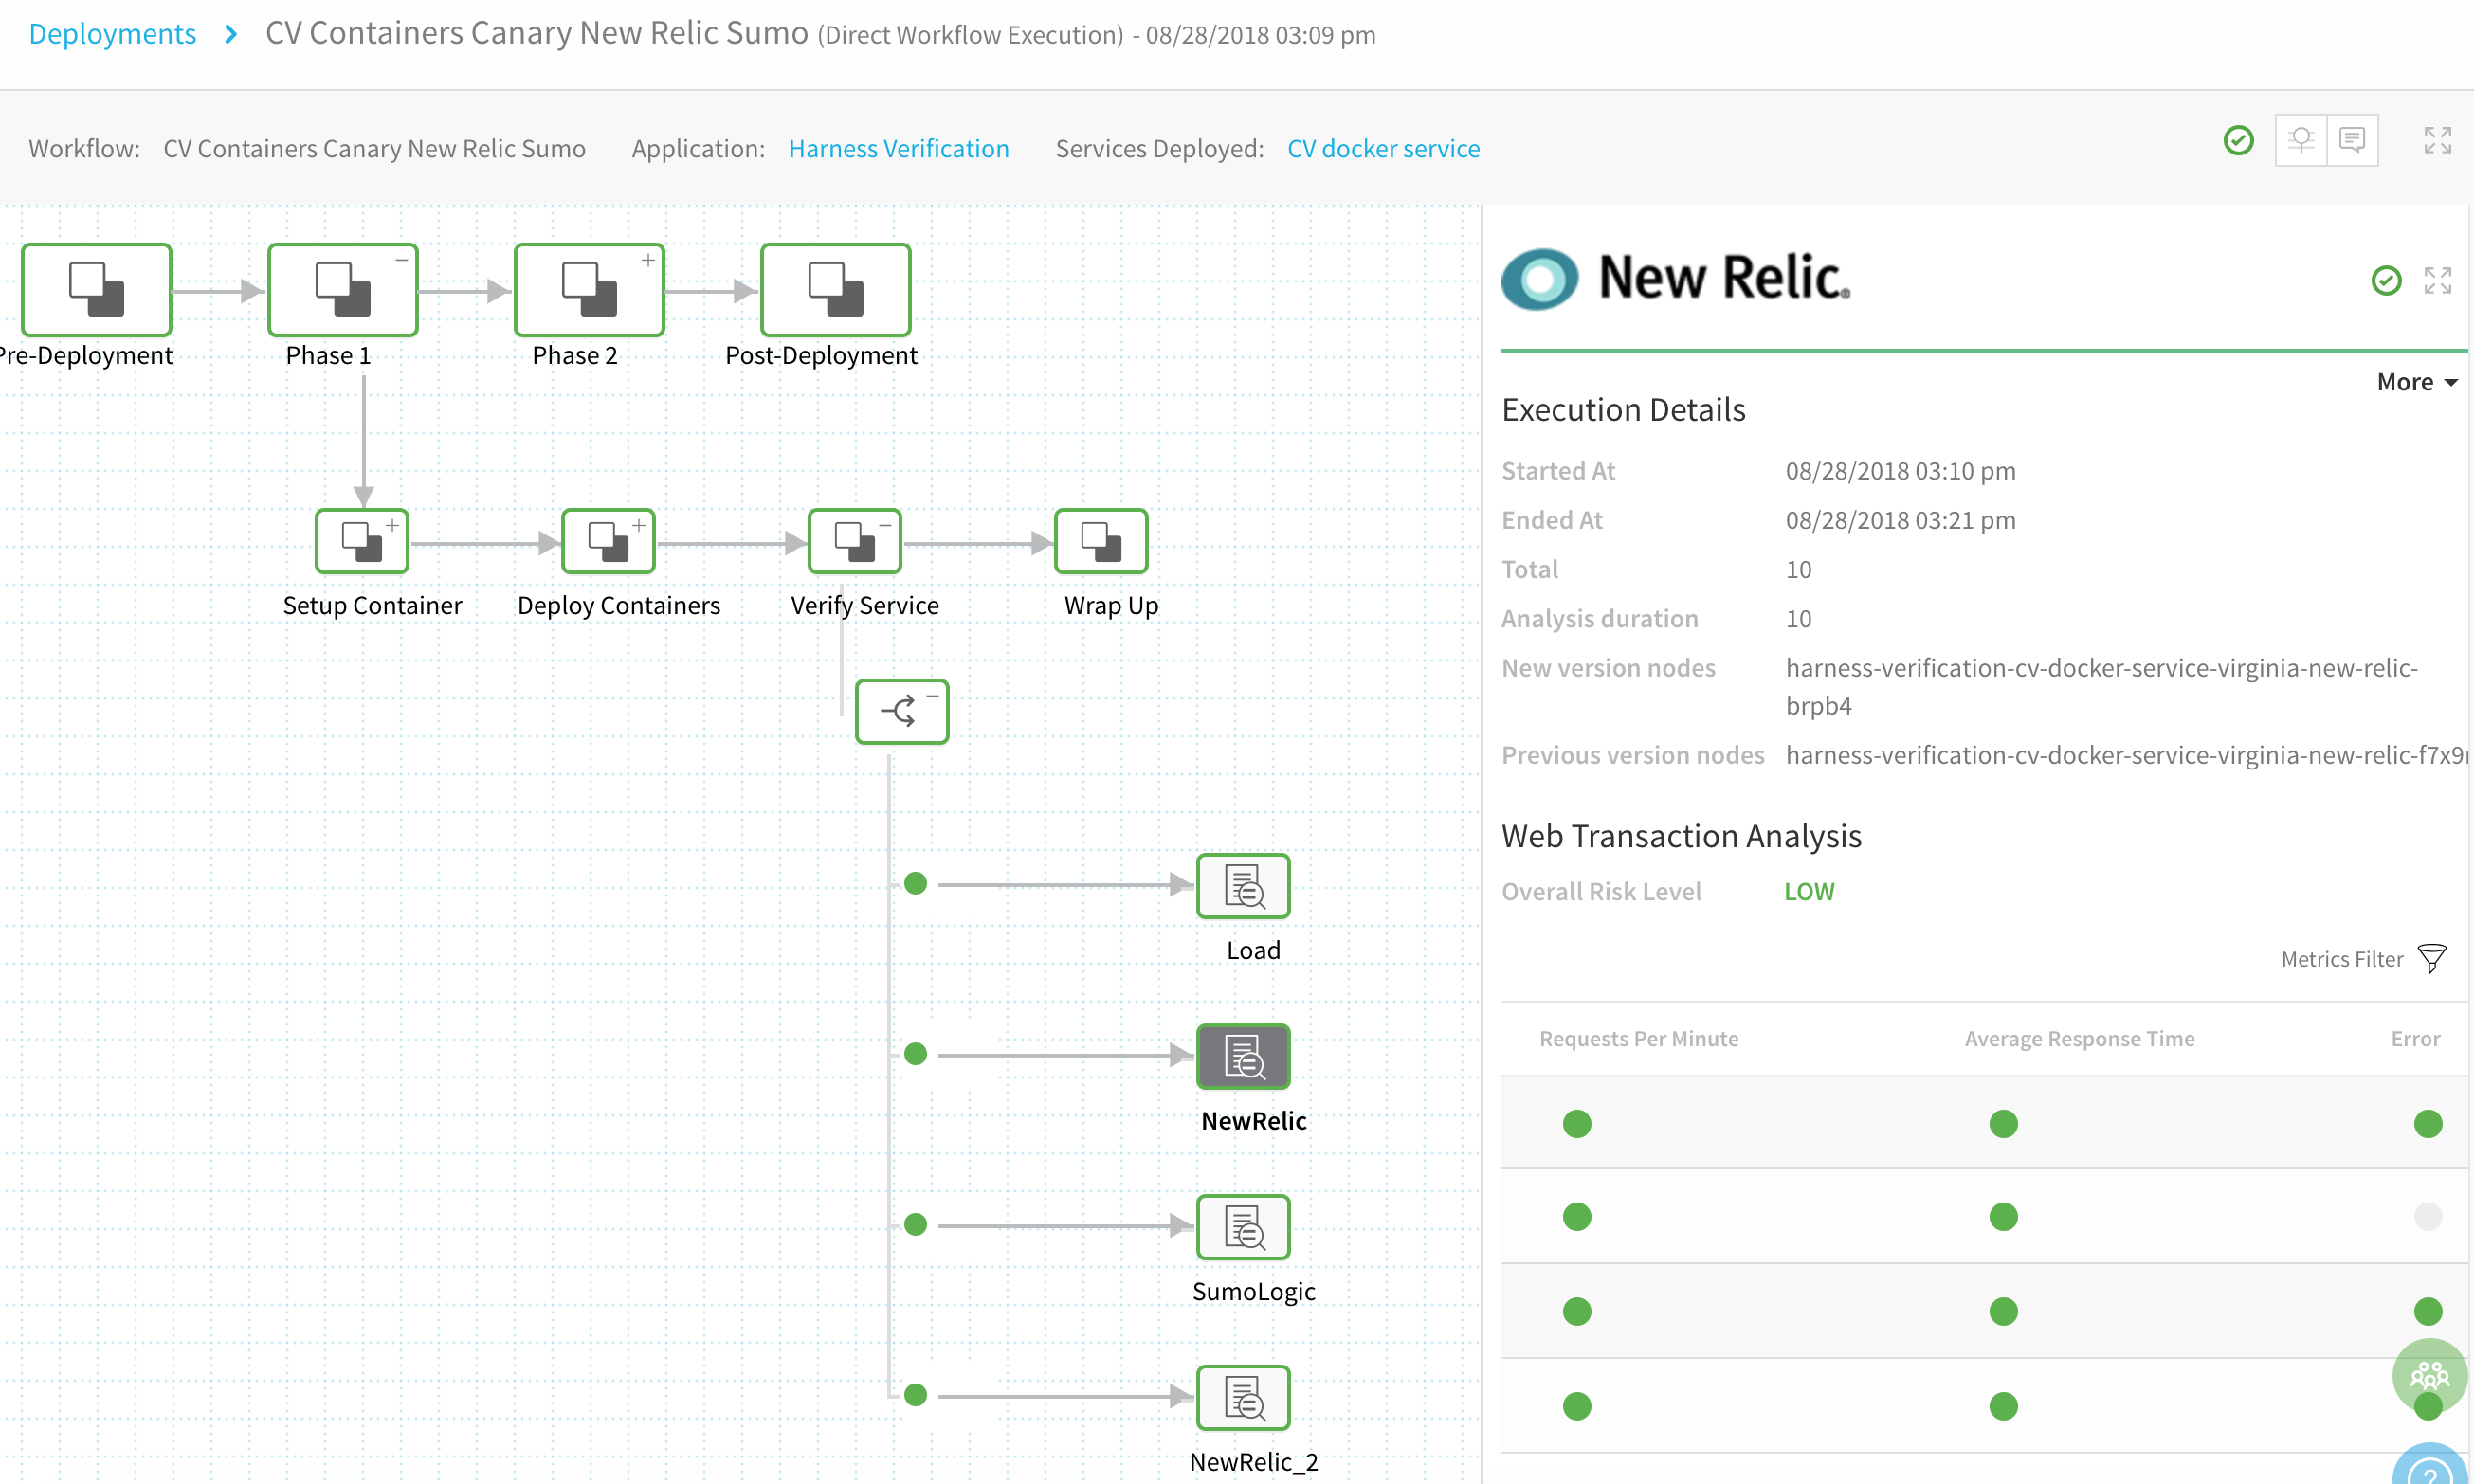 Deployments > CV Containers Canary New Relic Sumo (Direct Workflow Execution) - 08/28/2018 03:09 pm
Workflow: CV Containers Canary New Relic Sumo Application: Harness Verification Services Deployed: CV docker service
Pre-Deployment Phase 1 Phase 2 Post-Deployment
Setup Container Deploy Containers Verify Service Wrap Up
Load
NewRelic
SumoLogic
NewRelic_2
New Relic®
More
Execution Details
Started At 08/28/2018 03:10 pm
Ended At 08/28/2018 03:21 pm
Total 10
Analysis duration 10
New version nodes harness-verification-cv-docker-service-virginia-new-relic-
brpb4
Previous version nodes harness-verification-cv-docker-service-virginia-new-relic-f7x9
Web Transaction Analysis
Overall Risk Level LOW
Metrics Filter
Requests Per Minute Average Response Time Error
?